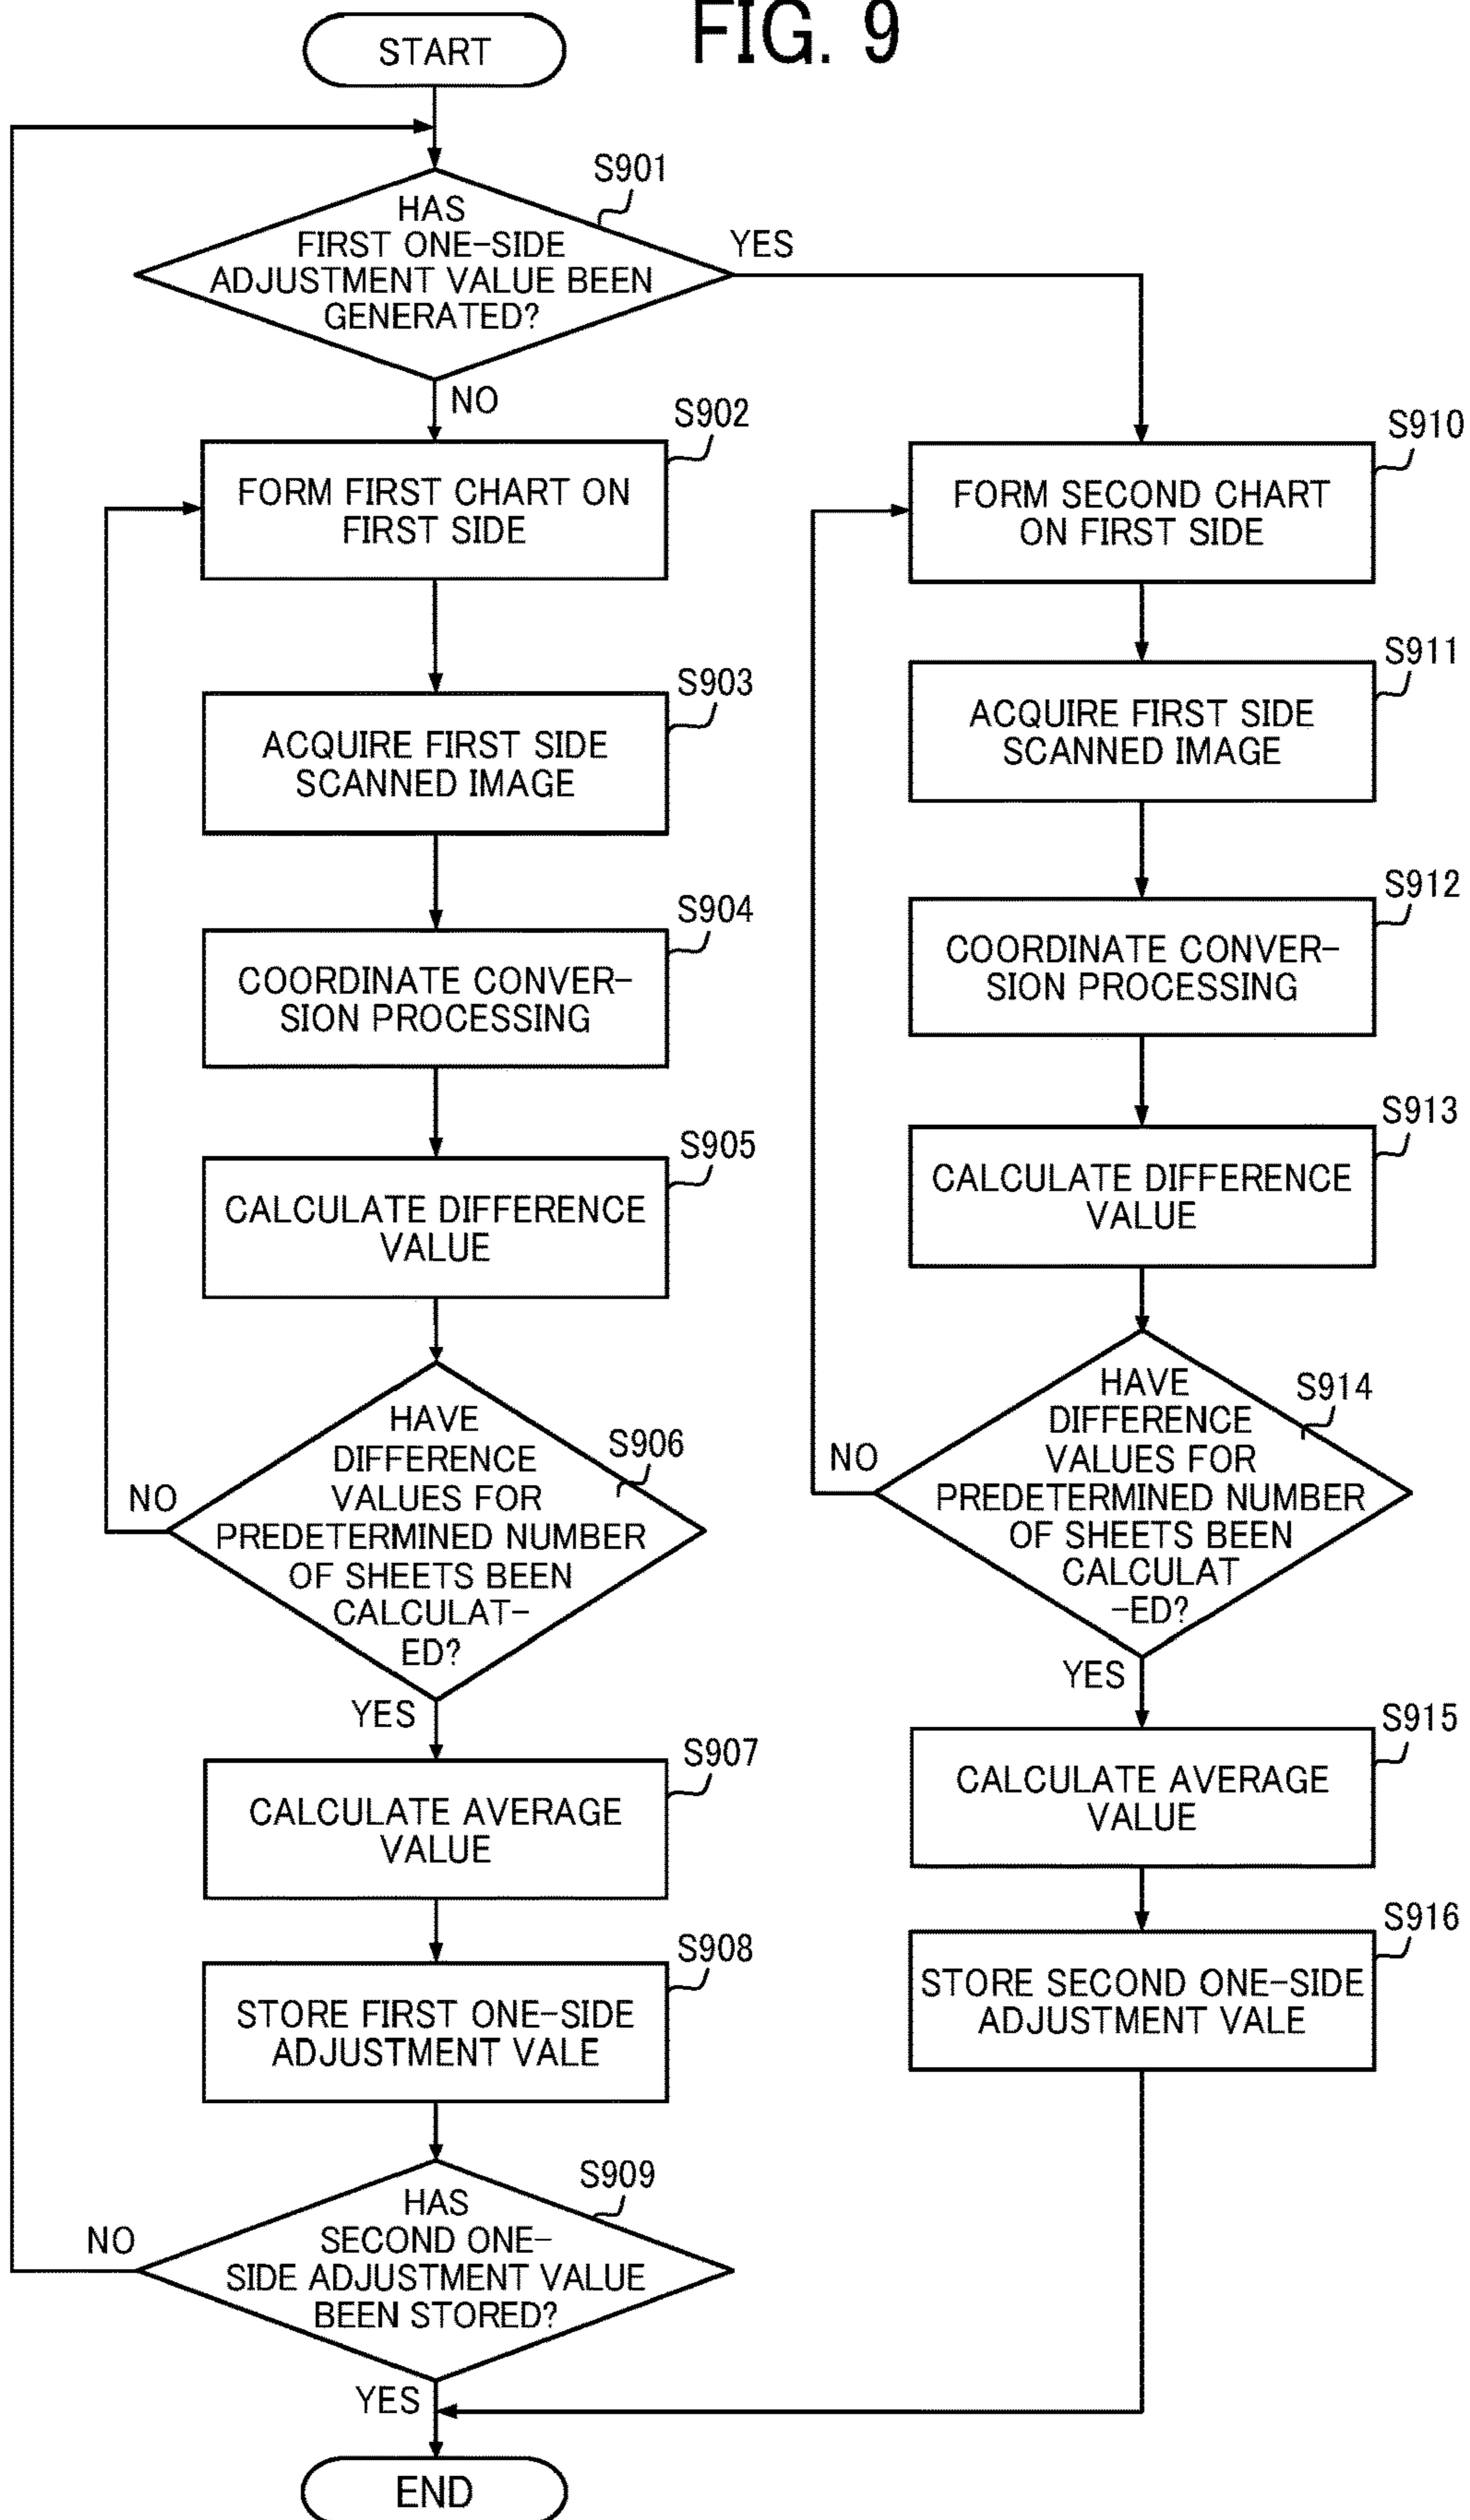 FIG. 9
START
S901
HAS
FIRST ONE-SIDE
ADJUSTMENT VALUE BEEN
GENERATED?
YES
NO
S902
FORM FIRST CHART ON
FIRST SIDE
S903
ACQUIRE FIRST SIDE
SCANNED IMAGE
S904
COORDINATE CONVER-
SION PROCESSING
S905
CALCULATE DIFFERENCE
VALUE
S906
HAVE
DIFFERENCE
VALUES FOR
PREDETERMINED NUMBER
OF SHEETS BEEN
CALCULAT-
ED?
NO
YES
S907
CALCULATE AVERAGE
VALUE
S908
STORE FIRST ONE-SIDE
ADJUSTMENT VALE
S909
HAS
SECOND ONE-
SIDE ADJUSTMENT VALUE
BEEN STORED?
NO
YES
END
S910
FORM SECOND CHART
ON FIRST SIDE
S911
ACQUIRE FIRST SIDE
SCANNED IMAGE
S912
COORDINATE CONVER-
SION PROCESSING
S913
CALCULATE DIFFERENCE
VALUE
S914
HAVE
DIFFERENCE
VALUES FOR
PREDETERMINED NUMBER
OF SHEETS BEEN
CALCULAT
-ED?
NO
YES
S915
CALCULATE AVERAGE
VALUE
S916
STORE SECOND ONE-SIDE
ADJUSTMENT VALE